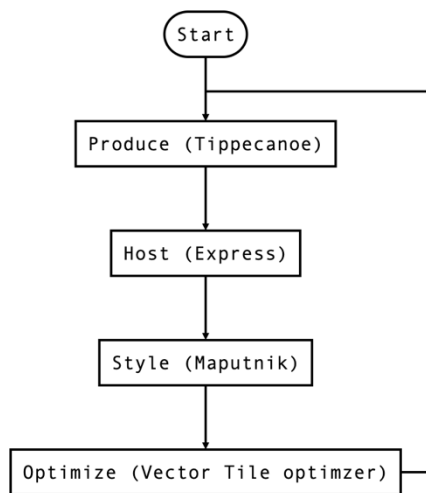 Start
Produce (Tippecanoe)
Host (Express)
Style (Maputnik)
Optimize (Vector Tile optimzer)